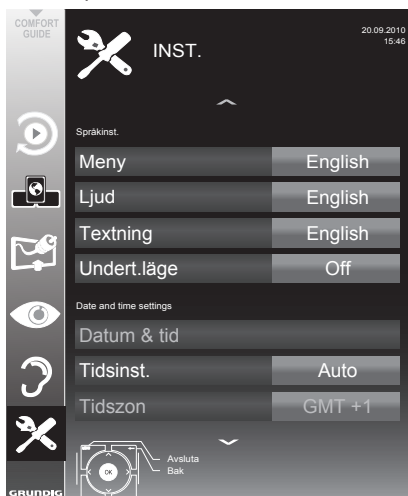 COMFORT
GUIDE
INST.
20.09.2010
15:46
Språkinst.
Meny English
Ljud English
Textning English
Undert.läge Off
Date and time settings
Datum & tid
Tidsinst. Auto
Tidszon GMT +1
OK
Avsluta
Bak
GRUNDIG